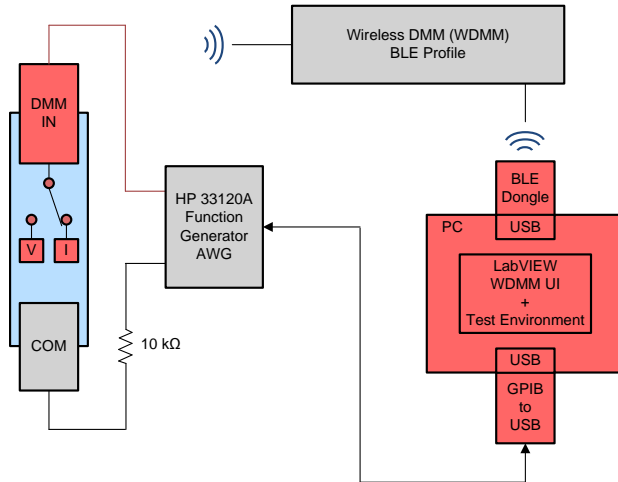 Wireless DMM (WDMM)
BLE Profile
DMM
IN
V
I
COM
10 kΩ
HP 33120A
Function
Generator
AWG
BLE
Dongle
USB
PC
LabVIEW
WDMM UI
+
Test Environment
USB
GPIB
to
USB